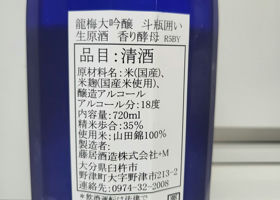 龍梅大吟醸　斗瓶囲い
生原酒　香り酵母 R5BY
品目：清酒
原材料名：米（国産）、
米麹（国産米使用）、
醸造アルコール
アルコール分：18度
内容量：720ml
精米歩合：35%
使用米：山田錦100%
製造者：
藤居酒造株式会社+M
大分県臼杵市
野津町大字野津市213-2
連絡先：0974-32-2008